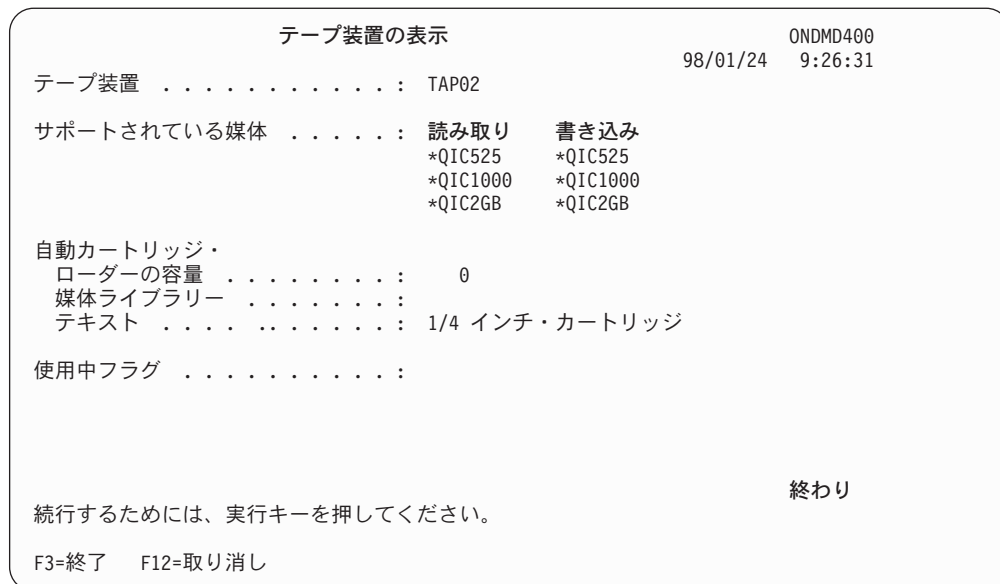 テープ装置の表示 ONDMD400
98/01/24 9:26:31
テープ装置 . . . . . . . . . . . . : TAP02
サポートされている媒体 . . . . . : 読み取り 書き込み
*QIC525 *QIC525
*QIC1000 *QIC1000
*QIC2GB *QIC2GB
自動カートリッジ・
ローダーの容量 . . . . . . . . . : 0
媒体ライブラリー . . . . . . . :
テキスト . . . . .. . . . . . : 1/4 インチ・カートリッジ
使用中フラグ . . . . . . . . . . :
終わり
続行するためには、実行キーを押してください。
F3=終了 F12=取り消し